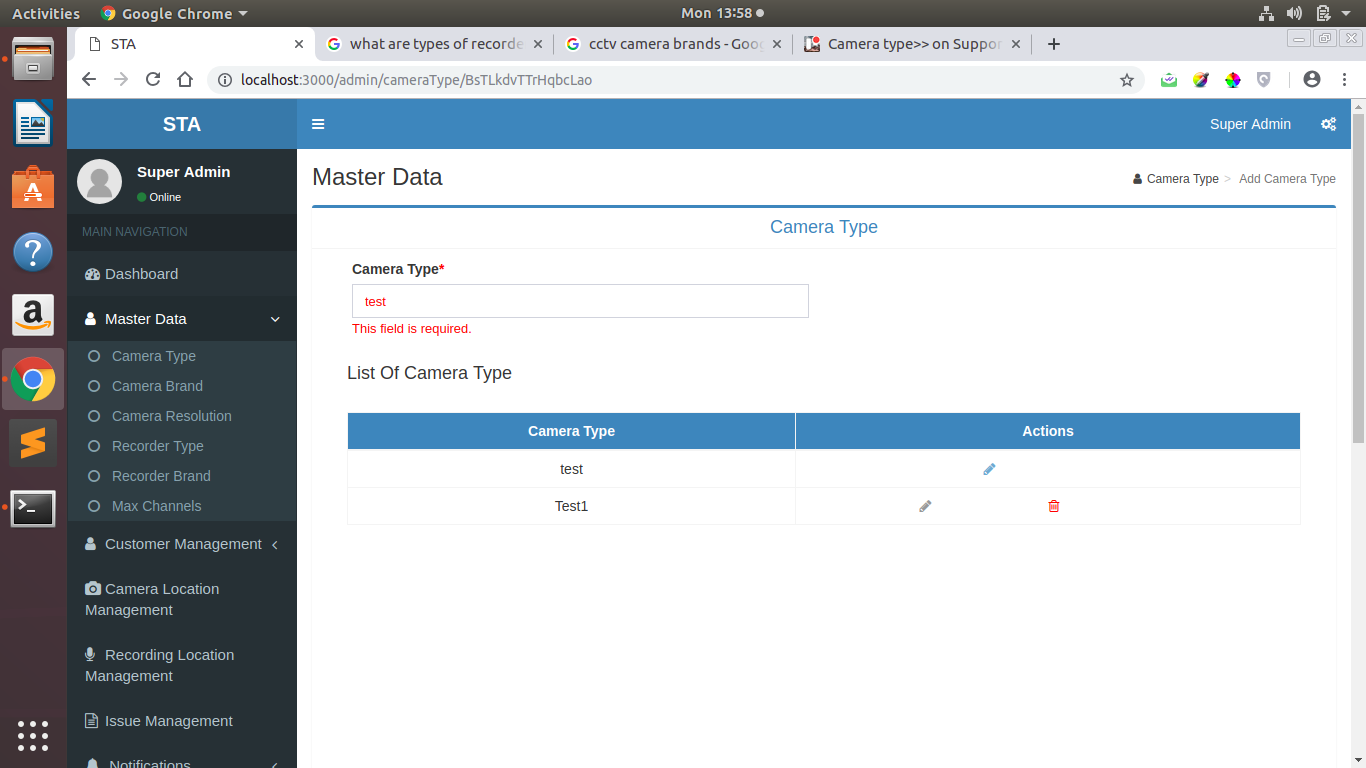 Activities
Google Chrome
Mon 13:58
STA
what are types of recorde
cctv camera brands - Goo
Camera type>> on Suppor
localhost:3000/admin/cameraType/BsTLkdvTTrHqbcLao
STA
Super Admin
Super Admin
Online
MAIN NAVIGATION
Dashboard
Master Data
Camera Type
Camera Brand
Camera Resolution
Recorder Type
Recorder Brand
Max Channels
Customer Management
Camera Location
Management
Recording Location
Management
Issue Management
Notifications
Master Data
Camera Type > Add Camera Type
Camera Type
Camera Type*
test
This field is required.
List Of Camera Type
Camera Type Actions
test
Test1